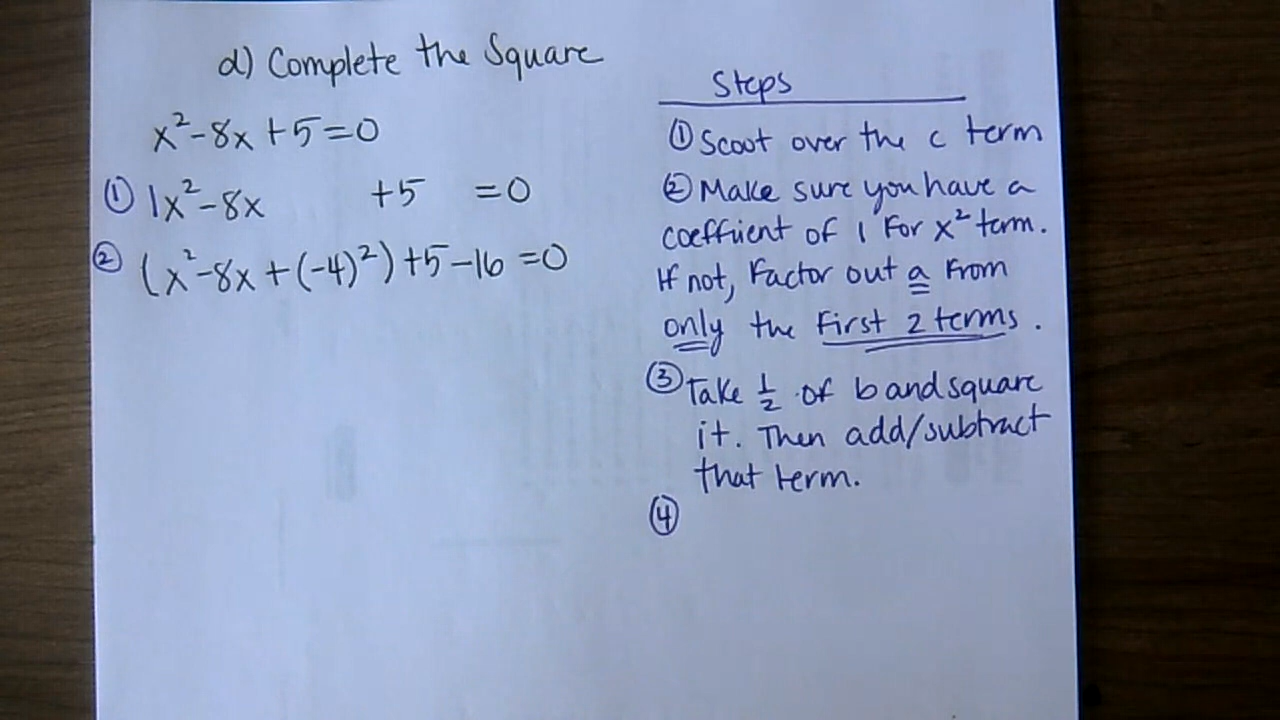 d) Complete the Square
x²-8x+5=0
① 1x²-8x +5 =0
② (x²-8x+(-4)²)+5-16=0
Steps
① Scoot over the c term
② Make sure you have a
coeffient of 1 For x² term.
If not, Factor out a From
only the First 2 terms.
③ Take 1/2 of b and square
it. Then add/subtract
that term.
④